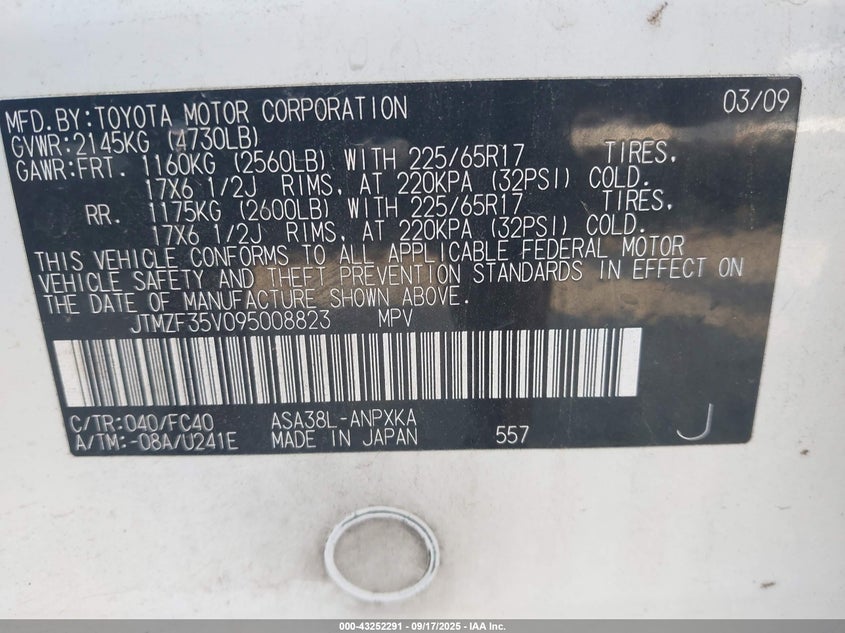 MFD.BY:TOYOTA MOTOR CORPORATION 03/09
GVWR:2145KG (4730LB)
GAWR:FRT. 1160KG (2560LB) WITH 225/65R17 TIRES,
17X6 1/2J RIMS, AT 220KPA (32PSI) COLD.
RR. 1175KG (2600LB) WITH 225/65R17 TIRES,
17X6 1/2J RIMS, AT 220KPA (32PSI) COLD.
THIS VEHICLE CONFORMS TO ALL APPLICABLE FEDERAL MOTOR
VEHICLE SAFETY AND THEFT PREVENTION STANDARDS IN EFFECT ON
THE DATE OF MANUFACTURE SHOWN ABOVE.
JTMZF35V095008823 MPV
C/TR:040/FC40 ASA38L-ANPXKA
A/TM:-08A/U241E MADE IN JAPAN 557 J
000-43252291 - 09/17/2025 - IAA Inc.